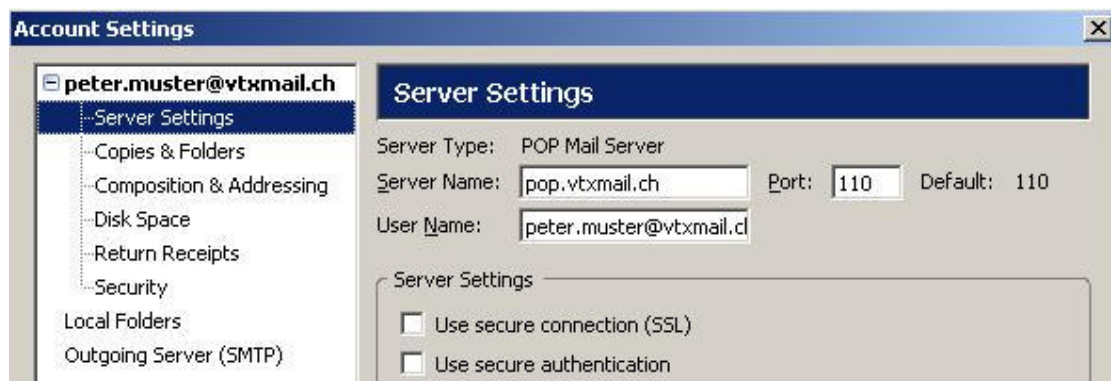 Account Settings
peter.muster@vtxmail.ch
Server Settings
Copies & Folders
Composition & Addressing
Disk Space
Return Receipts
Security
Local Folders
Outgoing Server (SMTP)
Server Settings
Server Type: POP Mail Server
Server Name: pop.vtxmail.ch Port: 110 Default: 110
User Name: peter.muster@vtxmail.cl
Server Settings
Use secure connection (SSL)
Use secure authentication